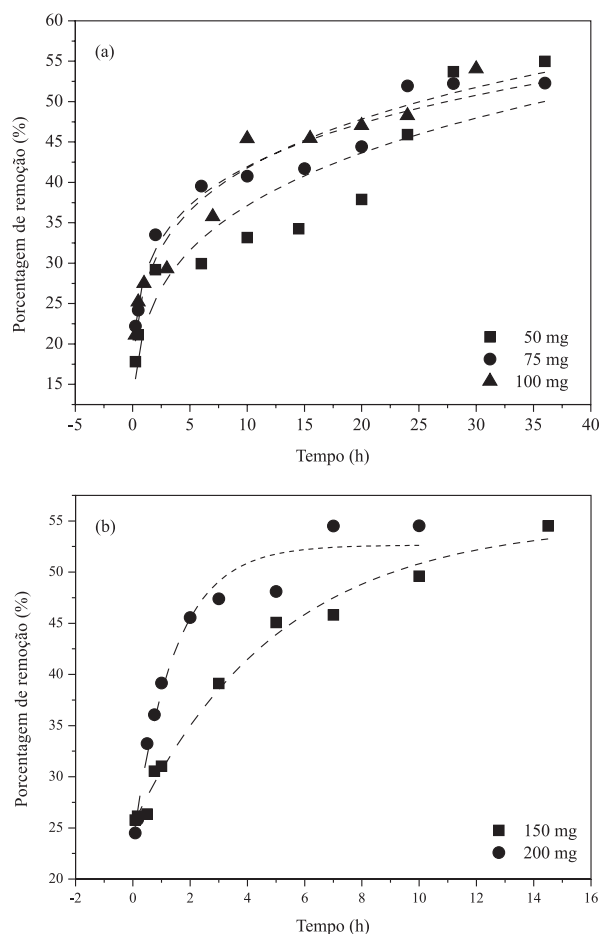 (a)
Porcentagem de remoção (%)
60
55
50
45
40
35
30
25
20
15
50 mg
75 mg
100 mg
-5 0 5 10 15 20 25 30 35 40
Tempo (h)
(b)
Porcentagem de remoção (%)
55
50
45
40
35
30
25
20
150 mg
200 mg
-2 0 2 4 6 8 10 12 14 16
Tempo (h)